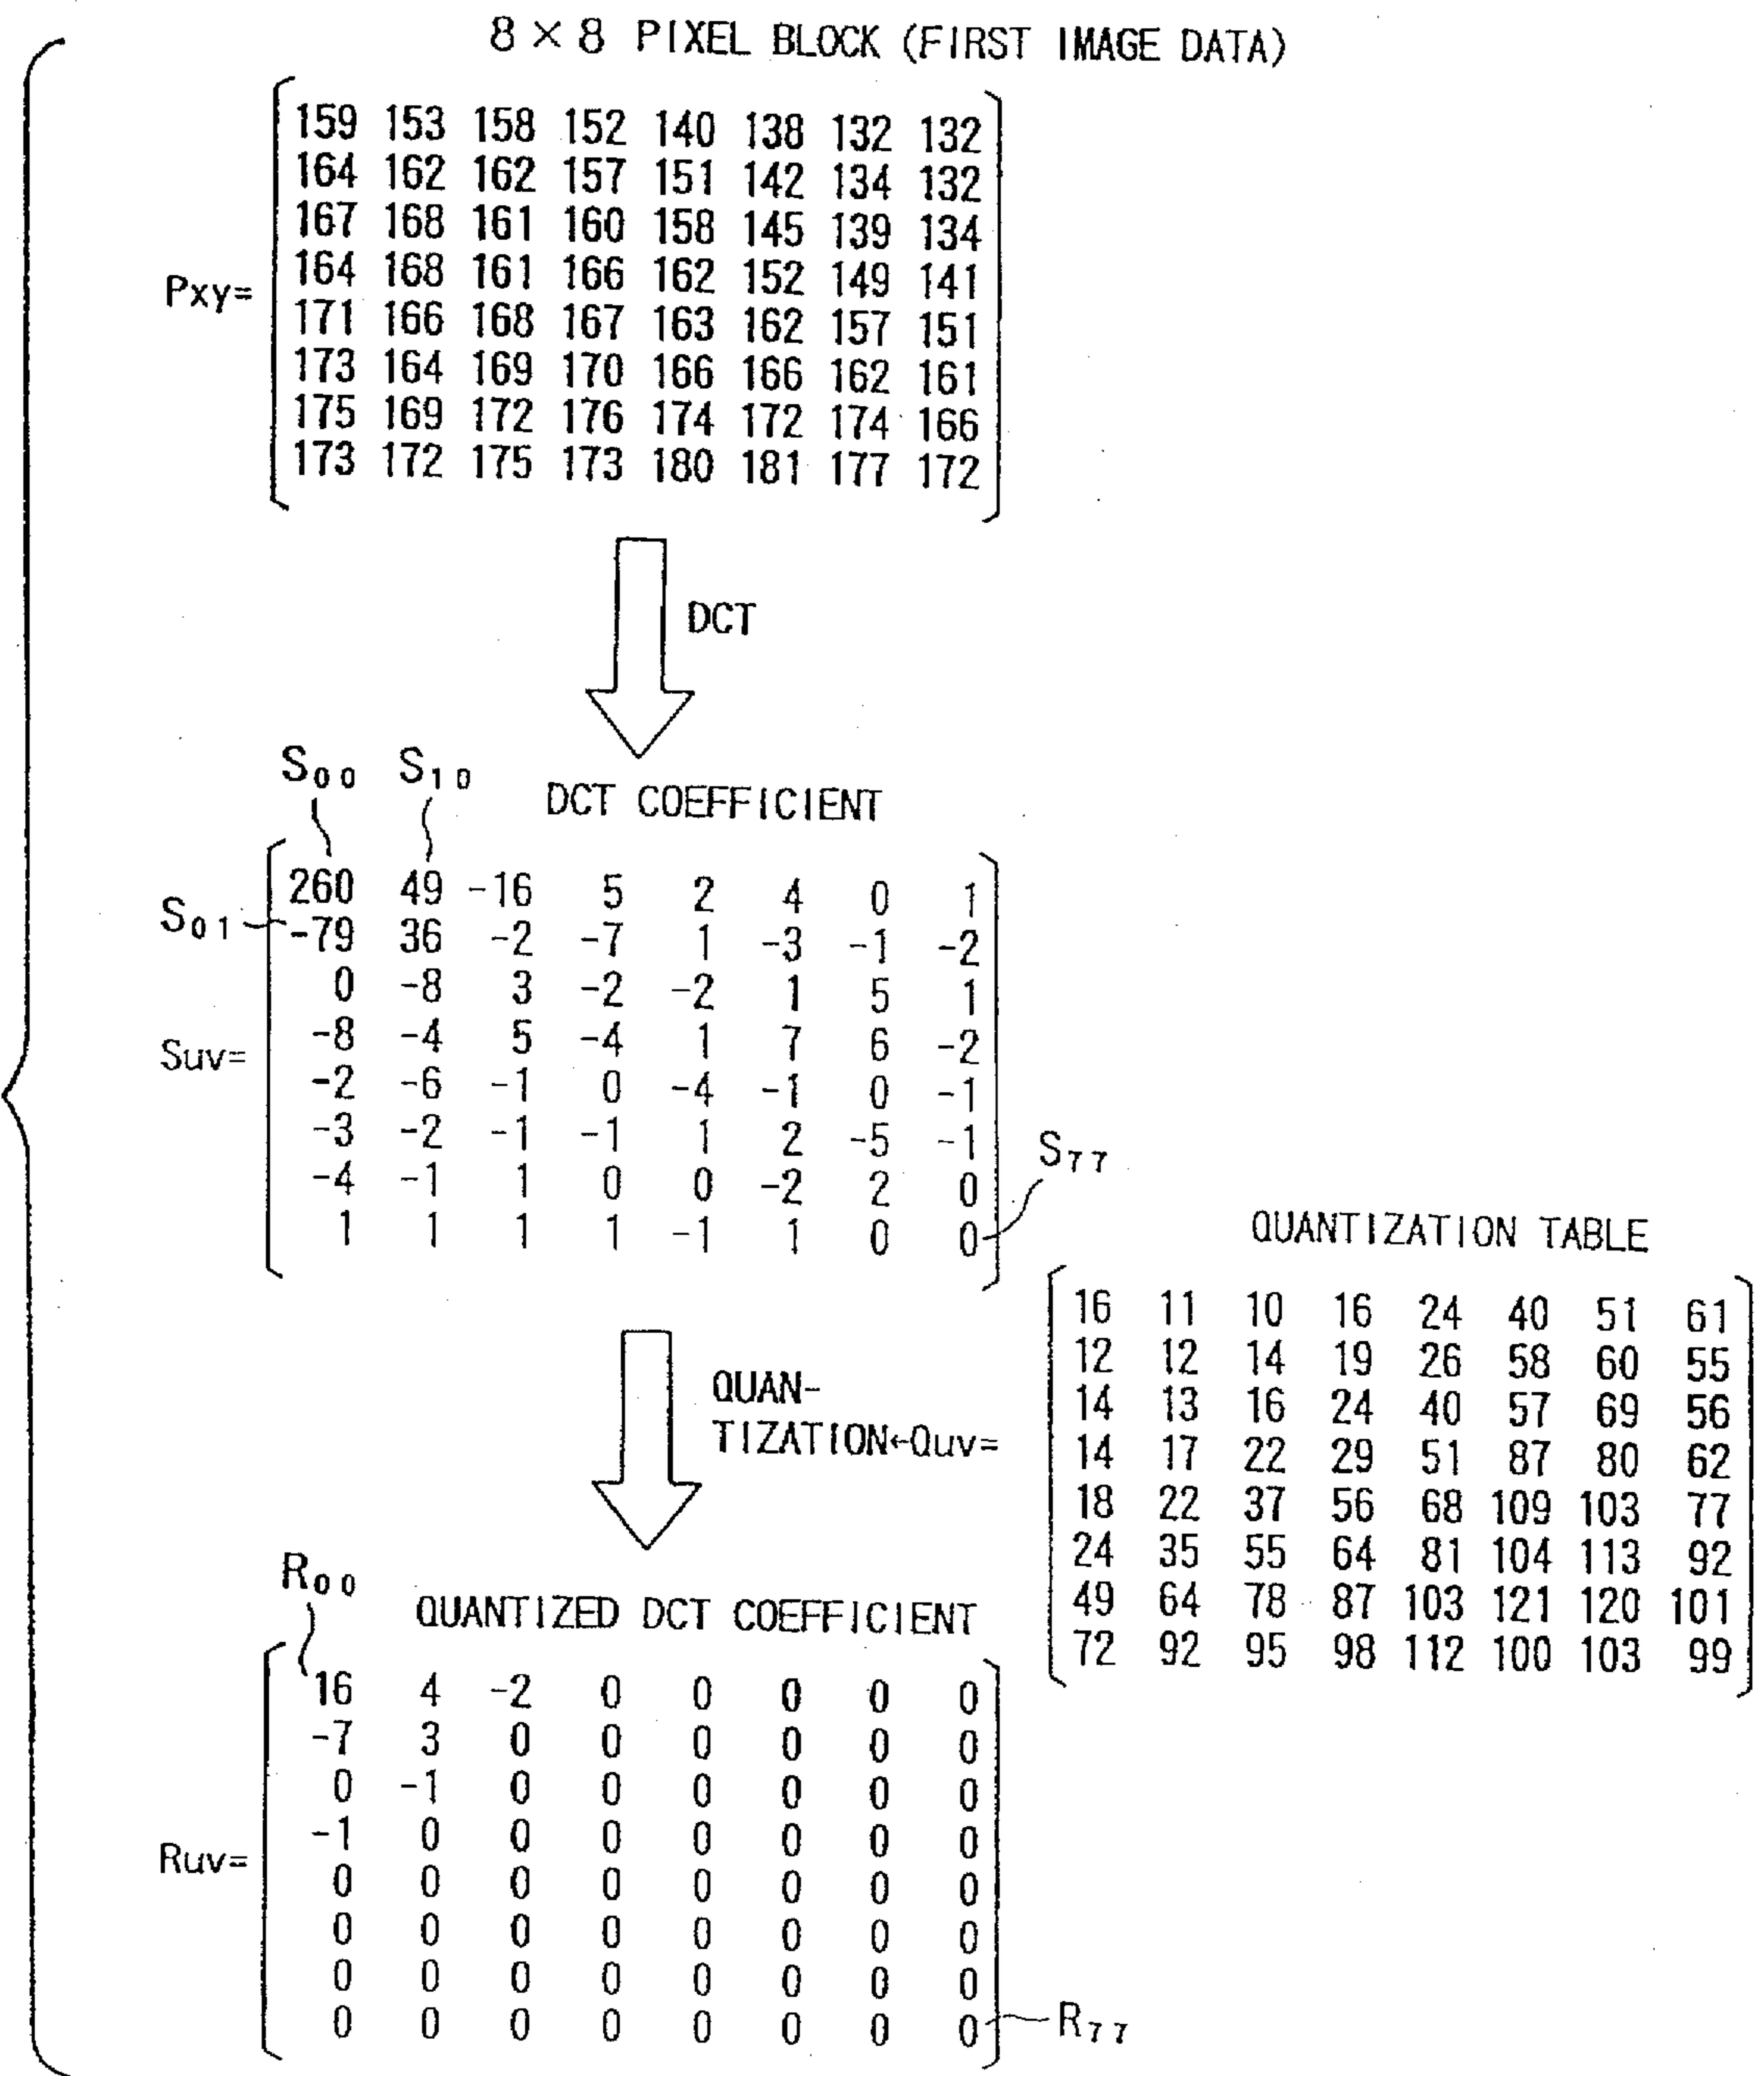 8 × 8 PIXEL BLOCK (FIRST IMAGE DATA)
159 153 158 152 140 138 132 132
164 162 162 157 151 142 134 132
167 168 161 160 158 145 139 134
Pxy= 164 168 161 166 162 152 149 141
171 166 168 167 163 162 157 151
173 164 169 170 166 166 162 161
175 169 172 176 174 172 174 166
173 172 175 173 180 181 177 172
DCT
S00 S10
DCT COEFFICIENT
260 49 -16 5 2 4 0 1
S01 -79 36 -2 -7 1 -3 -1 -2
0 -8 3 -2 -2 1 5 1
Suv= -8 -4 5 -4 1 7 6 -2
-2 -6 -1 0 -4 -1 0 -1
-3 -2 -1 -1 1 2 -5 -1 S77
-4 -1 1 0 0 -2 2 0
1 1 1 1 -1 1 0 0
QUANTIZATION TABLE
16 11 10 16 24 40 51 61
12 12 14 19 26 58 60 55
14 13 16 24 40 57 69 56
QUAN-
TIZATION←Quv= 14 17 22 29 51 87 80 62
18 22 37 56 68 109 103 77
24 35 55 64 81 104 113 92
49 64 78 87 103 121 120 101
72 92 95 98 112 100 103 99
R00
QUANTIZED DCT COEFFICIENT
16 4 -2 0 0 0 0 0
-7 3 0 0 0 0 0 0
0 -1 0 0 0 0 0 0
Ruv= -1 0 0 0 0 0 0 0
0 0 0 0 0 0 0 0
0 0 0 0 0 0 0 0
0 0 0 0 0 0 0 0
0 0 0 0 0 0 0 0 R77